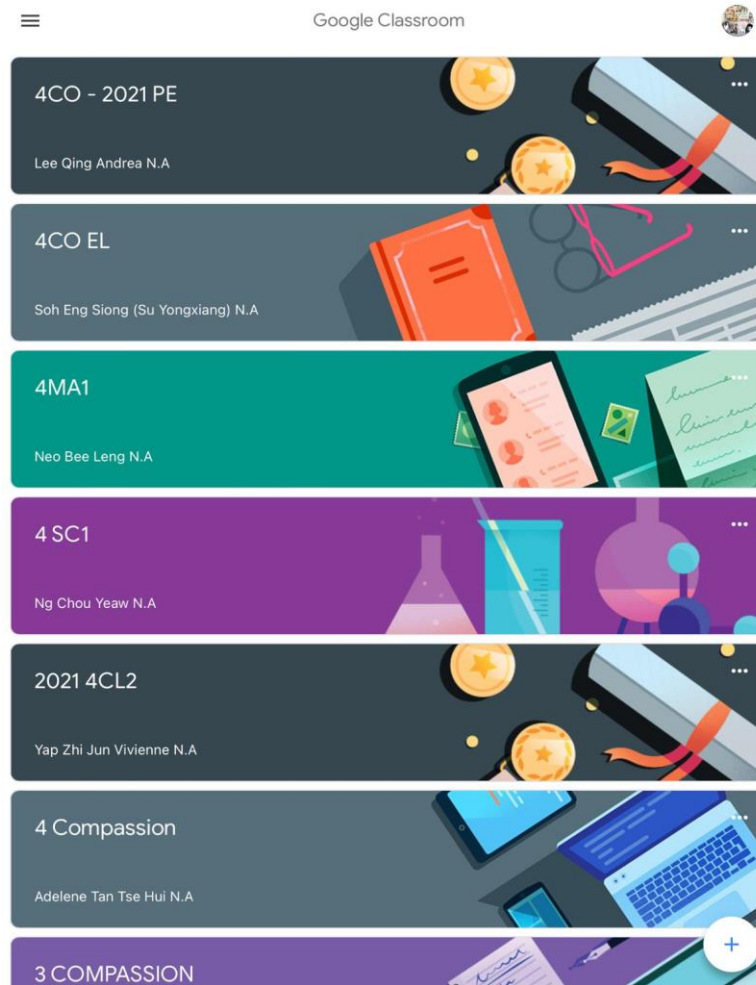 Google Classroom
4CO - 2021 PE
Lee Qing Andrea N.A
4CO EL
Soh Eng Siong (Su Yongxiang) N.A
4MA1
Neo Bee Leng N.A
4 SC1
Ng Chou Yeaw N.A
2021 4CL2
Yap Zhi Jun Vivienne N.A
4 Compassion
Adelene Tan Tse Hui N.A
3 COMPASSION